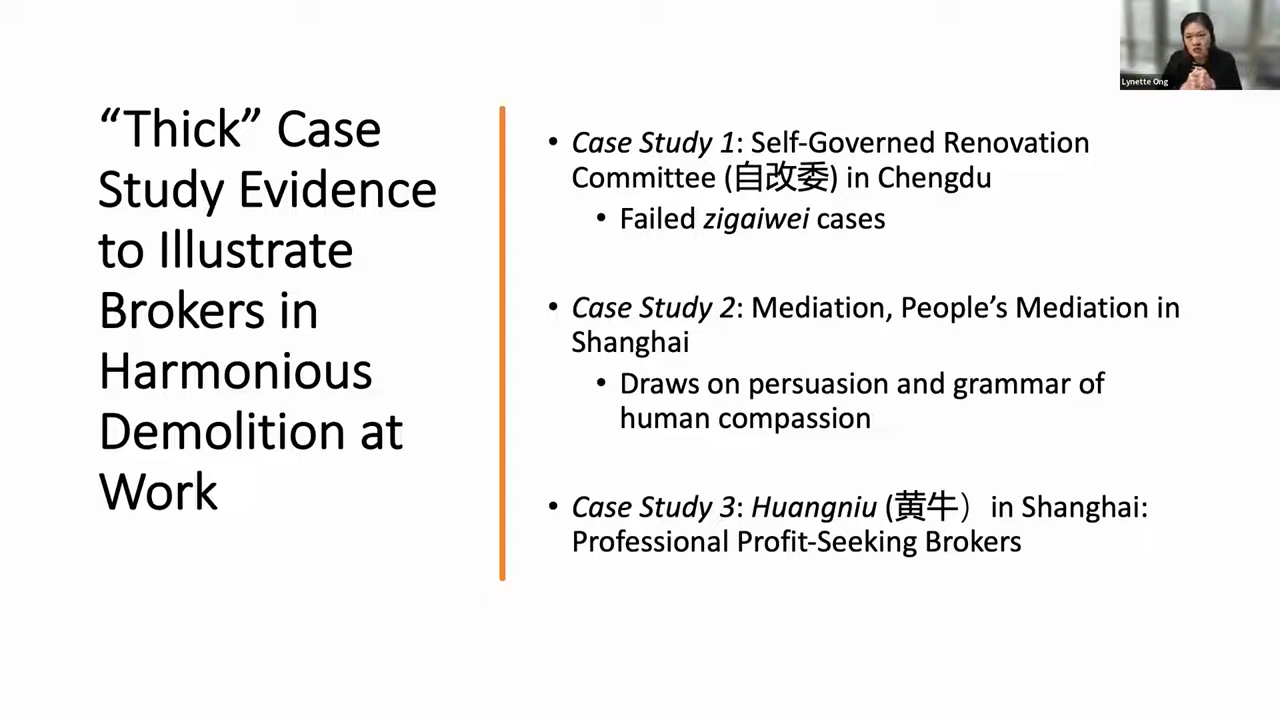 Lynette Ong
“Thick” Case
Study Evidence
to Illustrate
Brokers in
Harmonious
Demolition at
Work
• Case Study 1: Self-Governed Renovation
Committee (自改委) in Chengdu
• Failed zigaiwei cases
• Case Study 2: Mediation, People’s Mediation in
Shanghai
• Draws on persuasion and grammar of
human compassion
• Case Study 3: Huangniu (黄牛） in Shanghai:
Professional Profit-Seeking Brokers